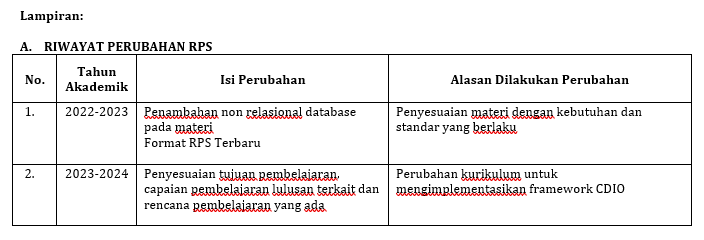 Lampiran:
A. RIWAYAT PERUBAHAN RPS
No.
Tahun
Akademik
Isi Perubahan
Alasan Dilakukan Perubahan
1.
2022-2023
Penambahan non relasional database
pada materi
Format RPS Terbaru
Penyesuaian materi dengan kebutuhan dan
standar yang berlaku
2.
2023-2024
Penyesuaian tujuan pembelajaran,
capaian pembelajaran lulusan terkait dan
rencana pembelajaran yang ada
Perubahan kurikulum untuk
mengimplementasikan framework CDIO